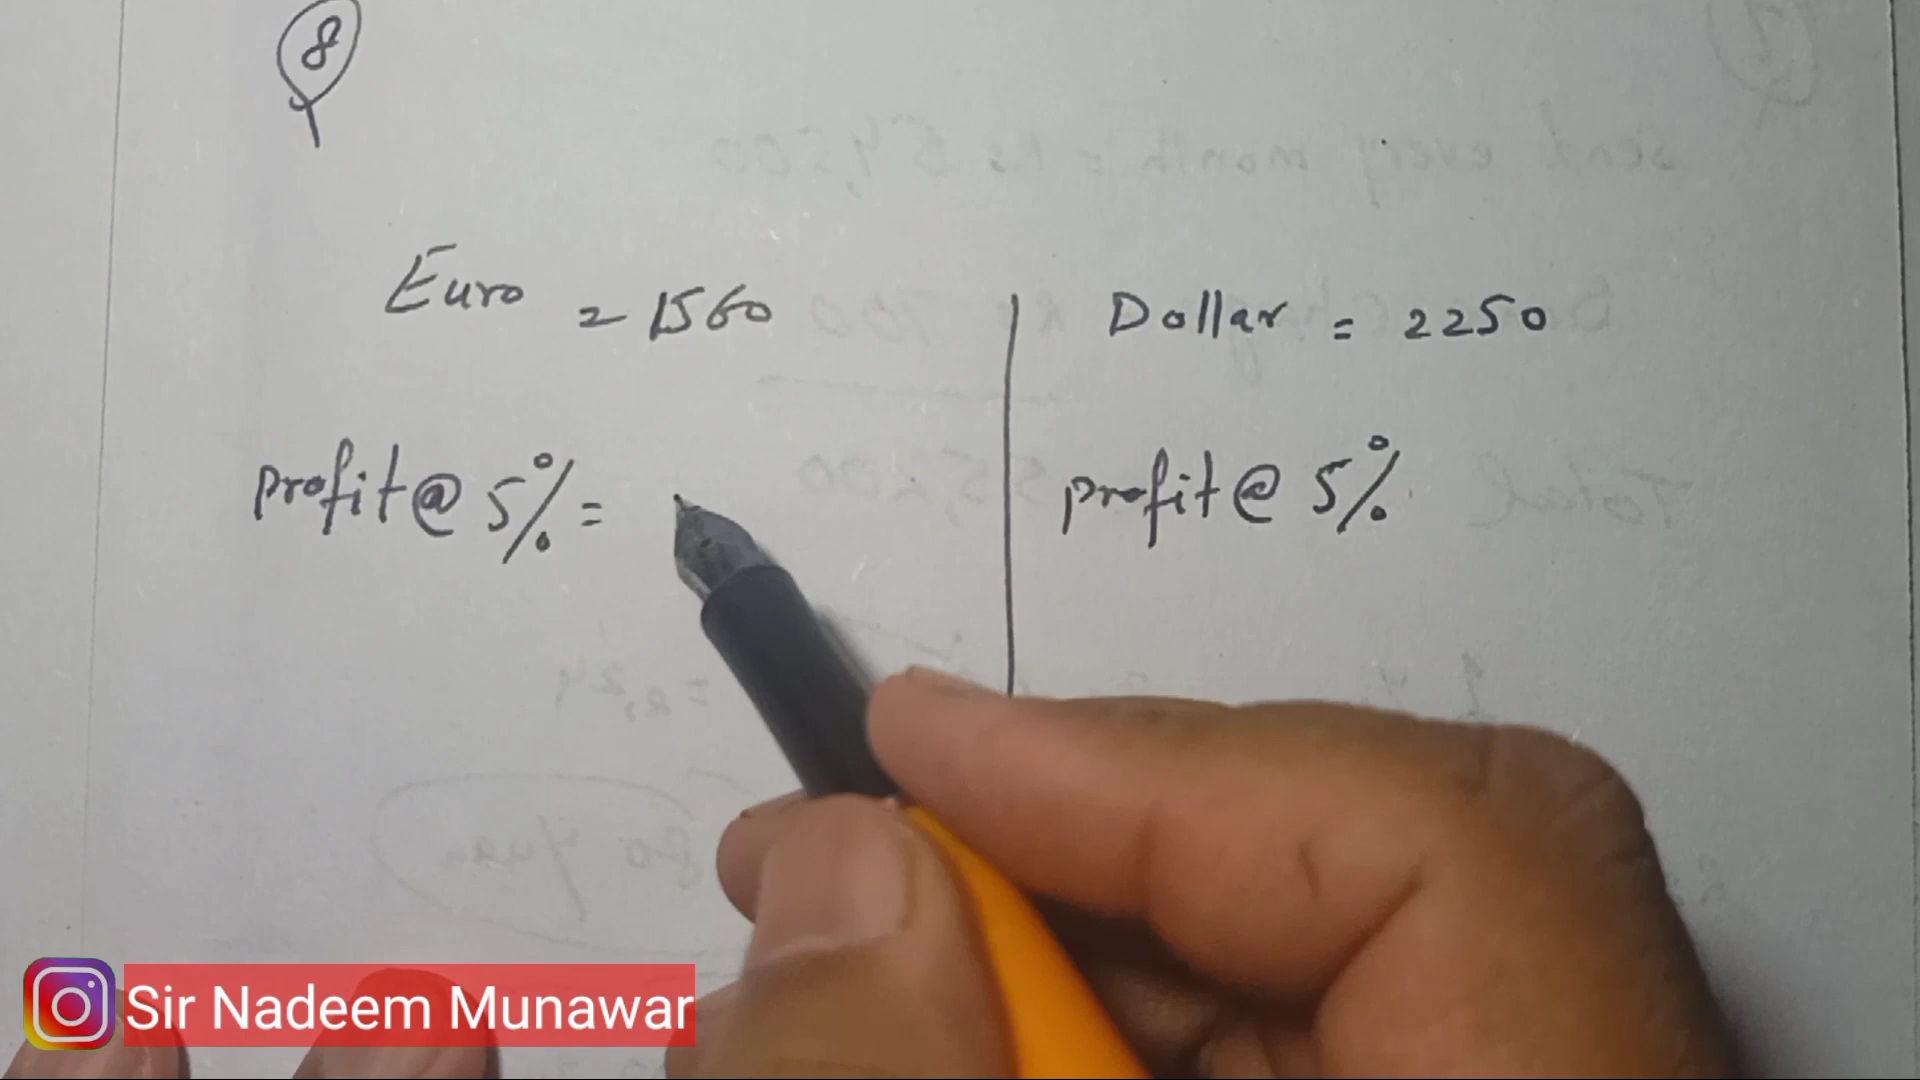 8
Euro = 1560
Dollar = 2250
Profit @ 5% =
Profit @ 5%
Sir Nadeem Munawar